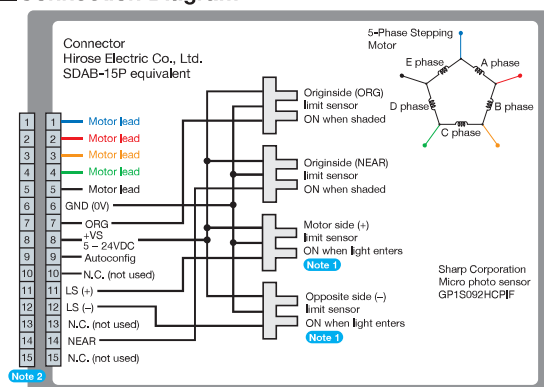 Connection Diagram
Connector
Hirose Electric Co., Ltd.
SDAB-15P equivalent
5-Phase Stepping
Motor
E phase
A phase
D phase
B phase
C phase
1 1 Motor lead
2 2 Motor lead
3 3 Motor lead
4 4 Motor lead
5 5 Motor lead
6 6 GND (0V)
7 7 ORG
8 8 +VS
5 – 24VDC
9 9 Autoconfig
10 10 N.C. (not used)
11 11 LS (+)
12 12 LS (–)
13 13 N.C. (not used)
14 14 NEAR
15 15 N.C. (not used)
Note 2
Originside (ORG)
limit sensor
ON when shaded
Originside (NEAR)
limit sensor
ON when shaded
Motor side (+)
limit sensor
ON when light enters
Note 1
Opposite side (–)
limit sensor
ON when light enters
Note 1
Sharp Corporation
Micro photo sensor
GP1S092HCPIF